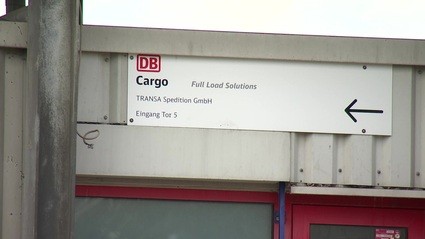 DB
Cargo Full Load Solutions
TRANSA Spedition GmbH
Eingang Tor 5